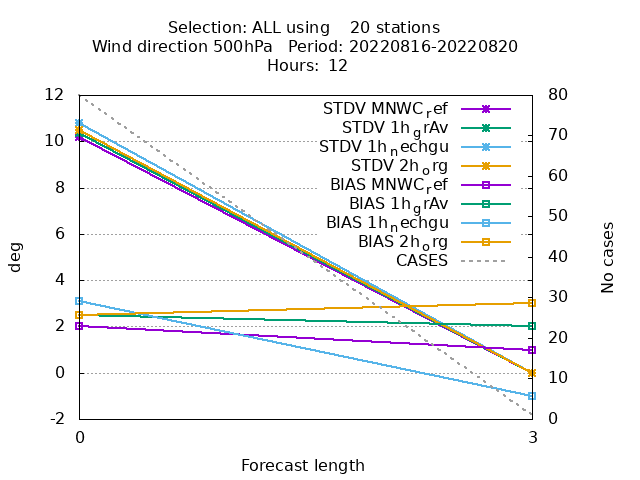 Selection: ALL using 20 stations
Wind direction 500hPa Period: 20220816-20220820
Hours: 12
12
10
8
6
4
2
0
-2
deg
80
70
60
50
40
30
20
10
0
No cases
STDV MNWC_ref
STDV 1h_grAv
STDV 1h_nechgu
STDV 2h_org
BIAS MNWC_ref
BIAS 1h_grAv
BIAS 1h_nechgu
BIAS 2h_org
CASES
0
3
Forecast length